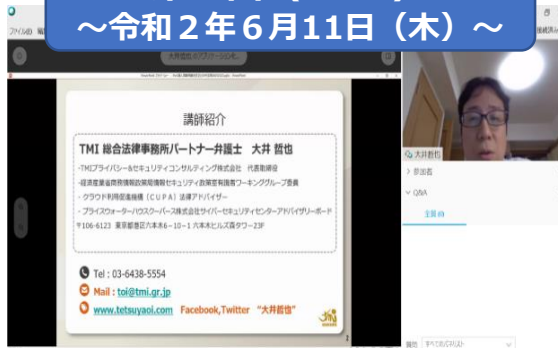 ～令和２年６月11日（木）～
講師紹介
TMI 総合法律事務所パートナー弁護士　大井 哲也
・TMIプライバシー&セキュリティコンサルティング株式会社　代表取締役
・経済産業省商務情報政策局情報セキュリティ政策室有識者ワーキンググループ委員
・クラウド利用促進機構（CUPA）法律アドバイザー
・プライスウォーターハウスクーパース株式会社サイバーセキュリティセンターアドバイザリーボード
〒106-6123　東京都港区六本木6－10－1 六本木ヒルズ森タワー23F
Tel : 03-6438-5554
Mail : toi@tmi.gr.jp
www.tetsuyaoi.com　Facebook,Twitter　“大井哲也”
大井哲也
参加者
Q&A
全員 (0)